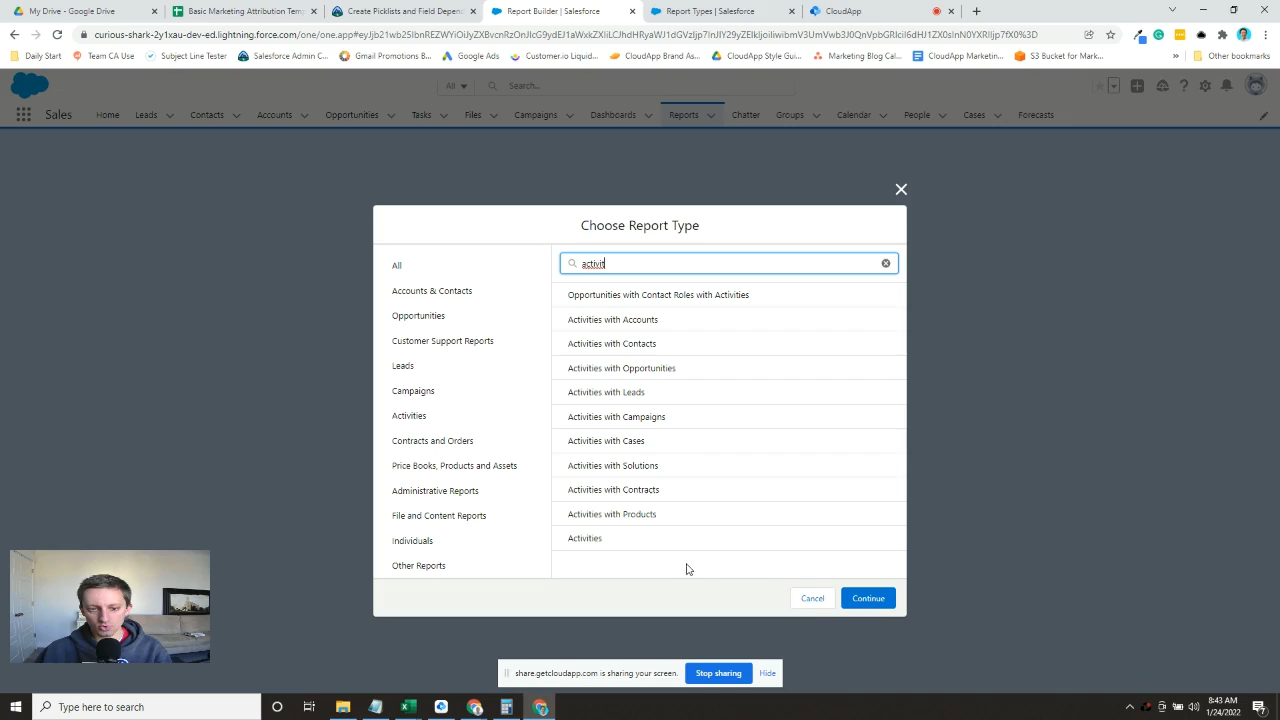 My Drive - Google Drive
Basic Marketing Attribution Temp
Create Picklists and Field Depend
Report Builder | Salesforce
Report Types | Salesforce
CloudApp
Daily Start
Team CA Use
Subject Line Tester
Salesforce Admin C...
Gmail Promotions B...
Google Ads
Customer.io Liquid...
CloudApp Brand As...
CloudApp Style Gui...
Marketing Blog Cal...
CloudApp Marketin...
S3 Bucket for Mark...
»
Other bookmarks
All
Search...
Sales
Home
Leads
Contacts
Accounts
Opportunities
Tasks
Files
Campaigns
Dashboards
Reports
Chatter
Groups
Calendar
People
Cases
Forecasts
Choose Report Type
All
Accounts & Contacts
Opportunities
Customer Support Reports
Leads
Campaigns
Activities
Contracts and Orders
Price Books, Products and Assets
Administrative Reports
File and Content Reports
Individuals
Other Reports
activit
Opportunities with Contact Roles with Activities
Activities with Accounts
Activities with Contacts
Activities with Opportunities
Activities with Leads
Activities with Campaigns
Activities with Cases
Activities with Solutions
Activities with Contracts
Activities with Products
Activities
Cancel
Continue
share.getcloudapp.com is sharing your screen.
Stop sharing
Hide
Type here to search
8:43 AM
1/24/2022